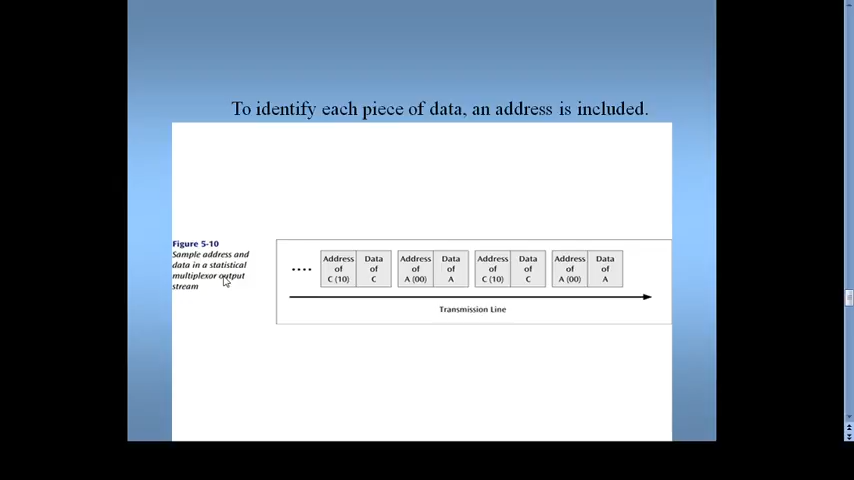 To identify each piece of data, an address is included.
Figure 5-10
Sample address and
data in a statistical
multiplexor output
stream
Address of C (10)
Data of C
Address of A (00)
Data of A
Address of C (10)
Data of C
Address of A (00)
Data of A
Transmission Line